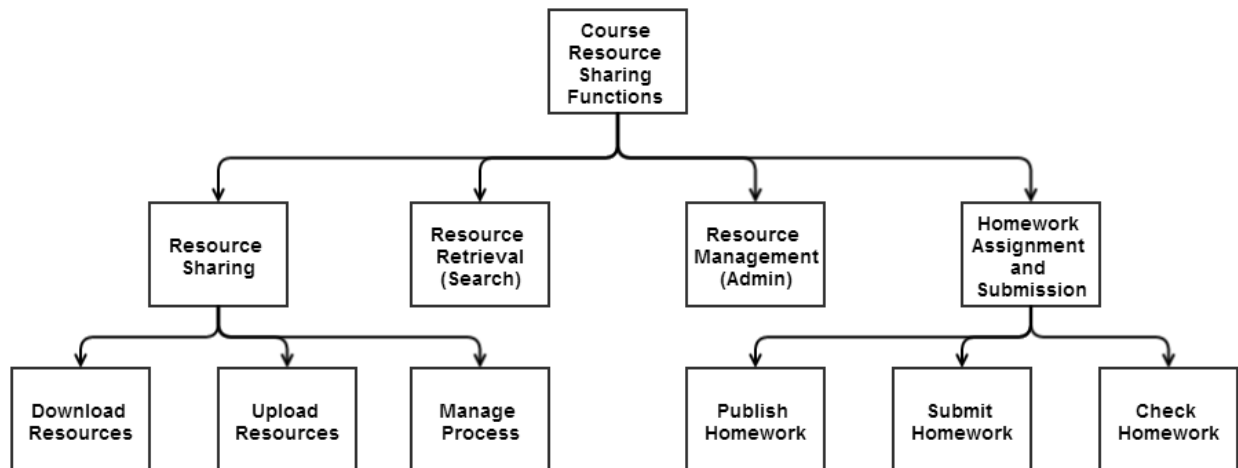 Course
Resource
Sharing
Functions
Resource
Sharing
Resource
Retrieval
(Search)
Resource
Management
(Admin)
Homework
Assignment
and
Submission
Download
Resources
Upload
Resources
Manage
Process
Publish
Homework
Submit
Homework
Check
Homework